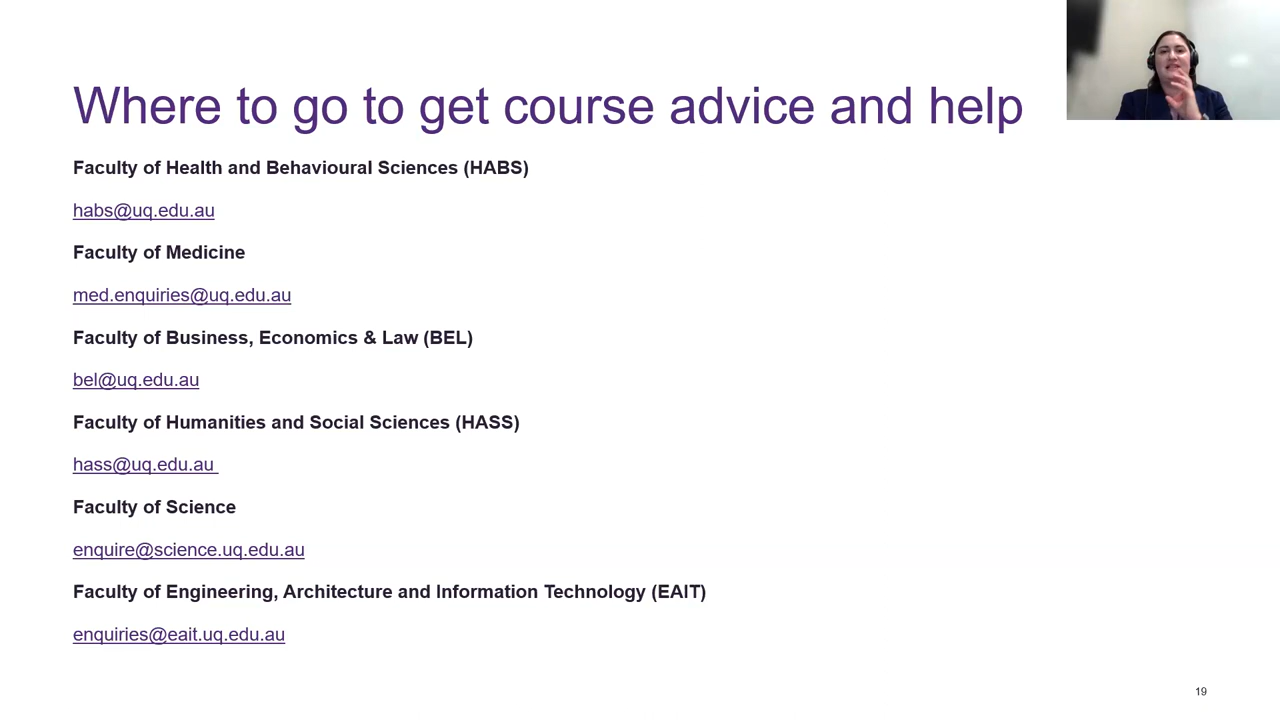 Where to go to get course advice and help
Faculty of Health and Behavioural Sciences (HABS)
habs@uq.edu.au
Faculty of Medicine
med.enquiries@uq.edu.au
Faculty of Business, Economics & Law (BEL)
bel@uq.edu.au
Faculty of Humanities and Social Sciences (HASS)
hass@uq.edu.au
Faculty of Science
enquire@science.uq.edu.au
Faculty of Engineering, Architecture and Information Technology (EAIT)
enquiries@eait.uq.edu.au
19